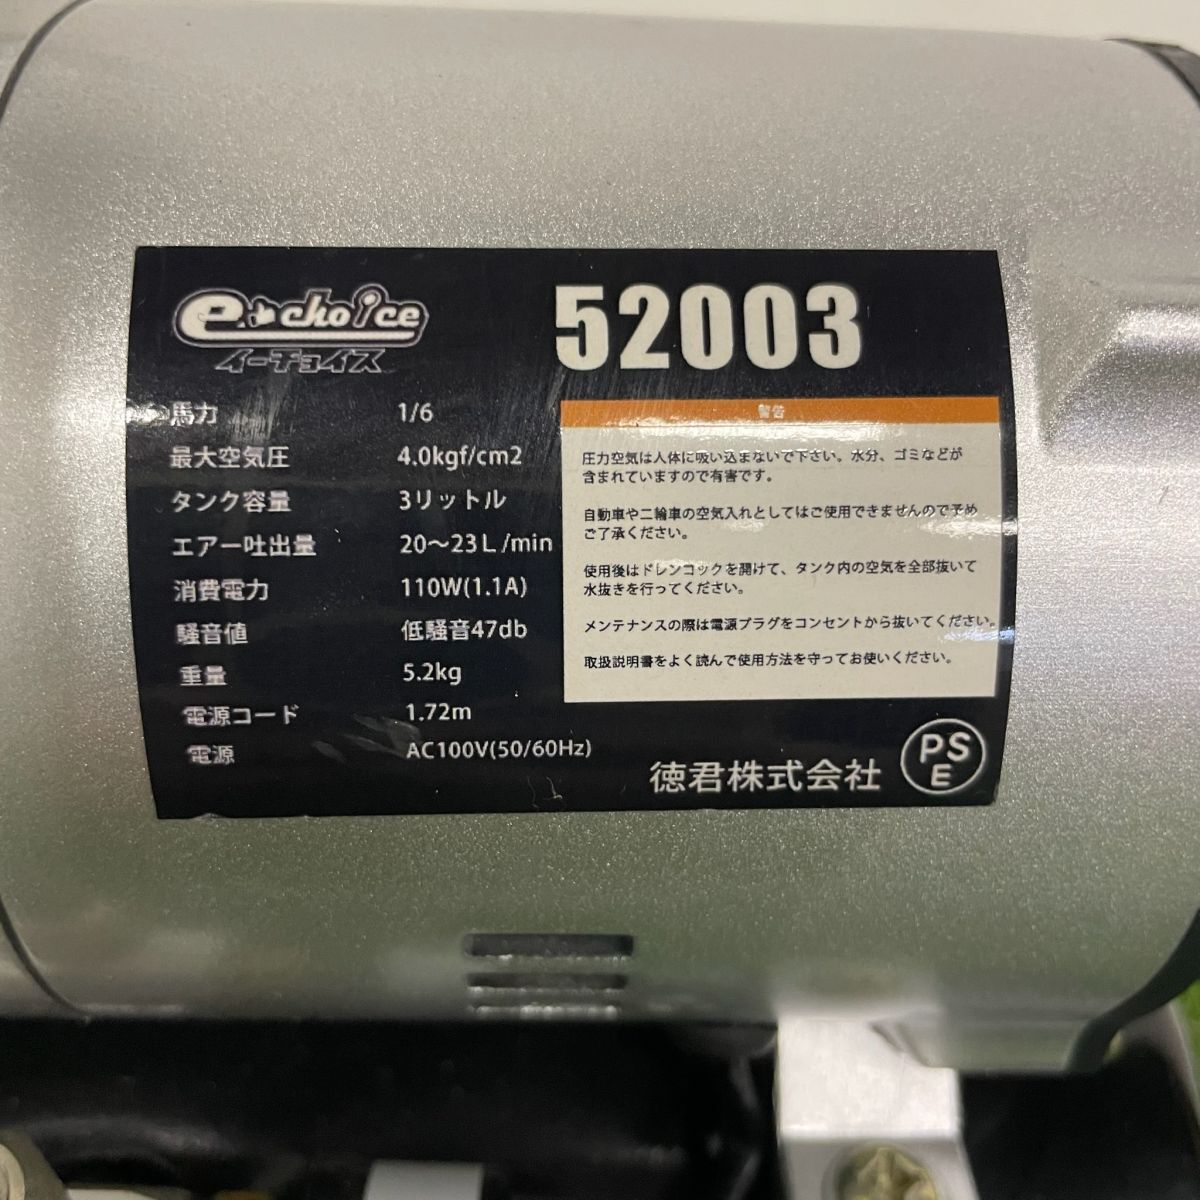 e.choice
イーチョイス
52003
馬力 1/6
最大空気圧 4.0kgf/cm2
タンク容量 3リットル
エアー吐出量 20～23L/min
消費電力 110W(1.1A)
騒音値 低騒音47db
重量 5.2kg
電源コード 1.72m
電源 AC100V(50/60Hz)
警告
圧力空気は人体に吸い込まないで下さい。水分、ゴミなどが
含まれていますので有害です。
自動車や二輪車の空気入れとしてはご使用できませんので予め
ご了承ください。
使用後はドレンコックを開けて、タンク内の空気を全部抜いて
水抜きを行ってください。
メンテナンスの際は電源プラグをコンセントから抜いてください。
取扱説明書をよく読んで使用方法を守ってお使いください。
徳君株式会社
PS
E